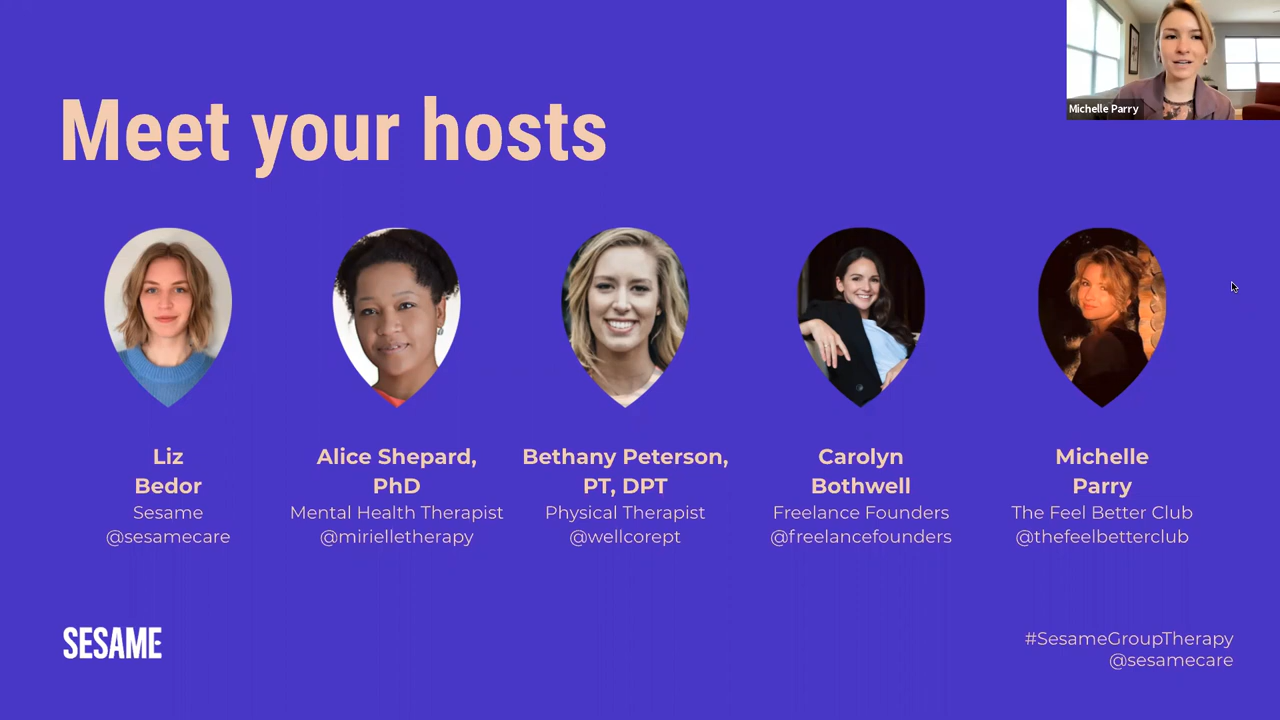 Michelle Parry
Meet your hosts
Liz
Bedor
Sesame
@sesamecare
Alice Shepard,
PhD
Mental Health Therapist
@mirielletherapy
Bethany Peterson,
PT, DPT
Physical Therapist
@wellcorept
Carolyn
Bothwell
Freelance Founders
@freelancefounders
Michelle
Parry
The Feel Better Club
@thefeelbetterclub
SESAME
#SesameGroupTherapy
@sesamecare